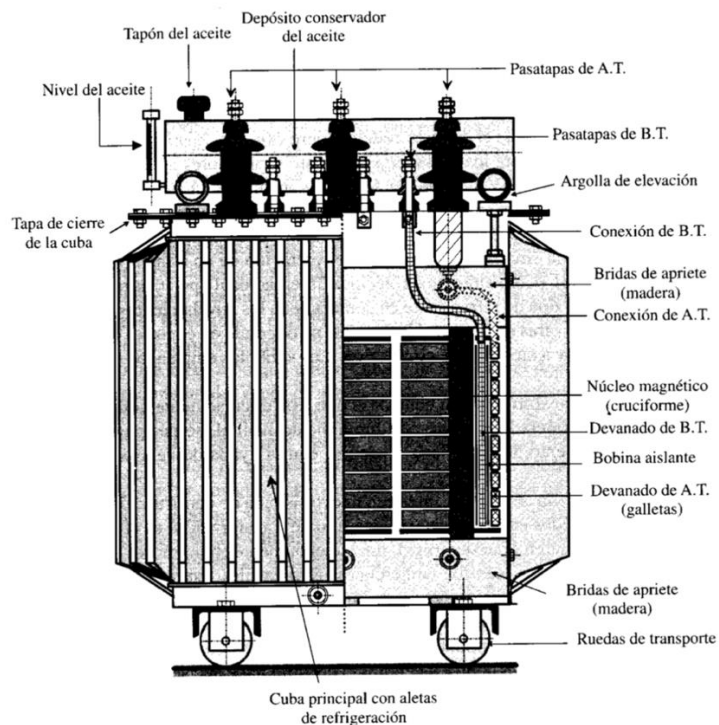 Depósito conservador
del aceite
Tapón del aceite
Nivel del aceite
Pasatapas de A.T.
Pasatapas de B.T.
Argolla de elevación
Tapa de cierre
de la cuba
Conexión de B.T.
Bridas de apriete
(madera)
Conexión de A.T.
Núcleo magnético
(cruciforme)
Devanado de B.T.
Bobina aislante
Devanado de A.T.
(galletas)
Bridas de apriete
(madera)
Ruedas de transporte
Cuba principal con aletas
de refrigeración